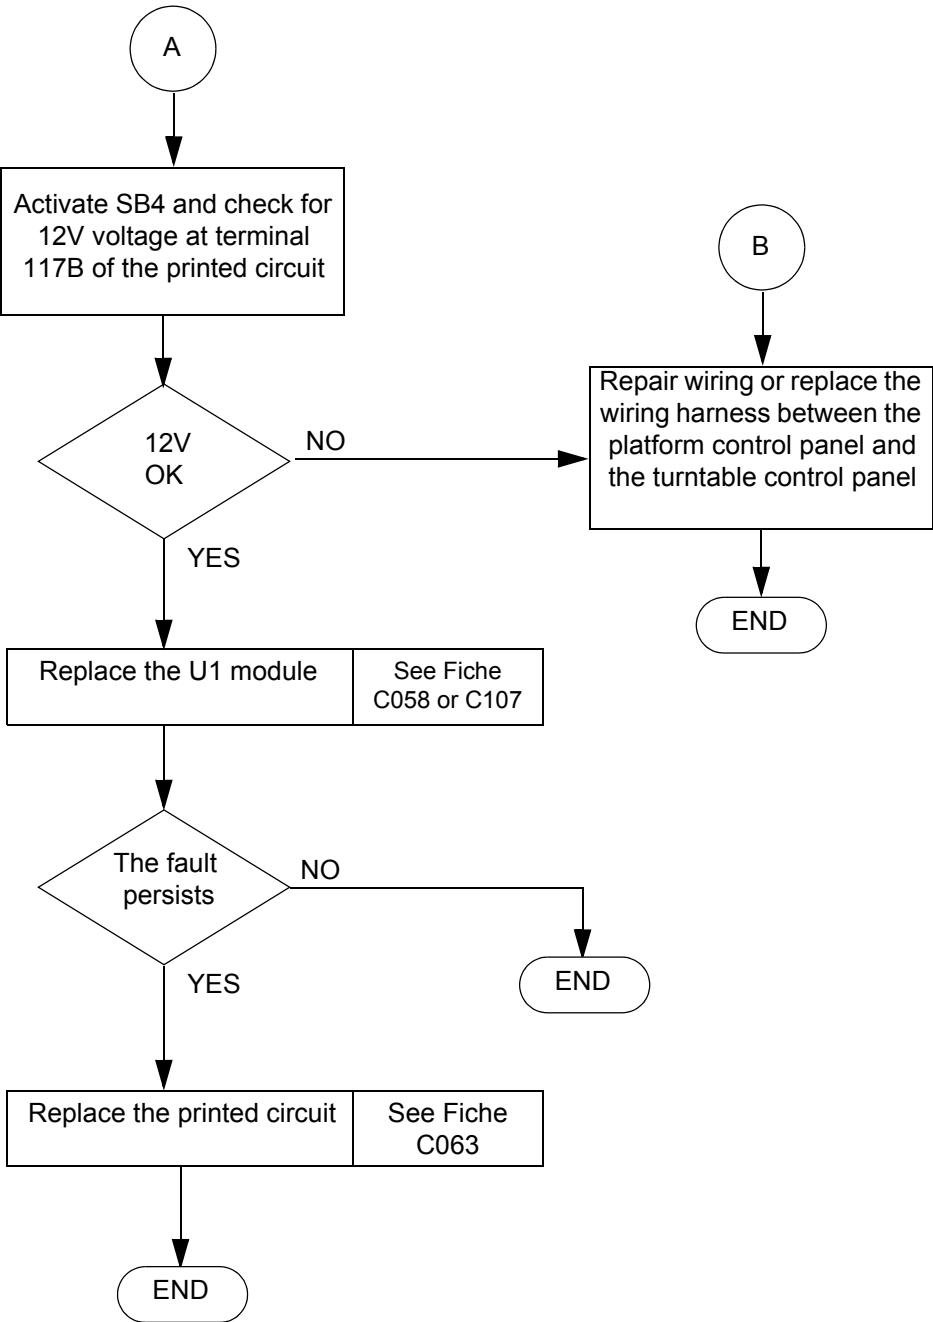 A
Activate SB4 and check for
12V voltage at terminal
117B of the printed circuit
B
Repair wiring or replace the
wiring harness between the
platform control panel and
the turntable control panel
12V
OK
NO
YES
END
Replace the U1 module
See Fiche
C058 or C107
The fault
persists
NO
YES
END
Replace the printed circuit
See Fiche
C063
END